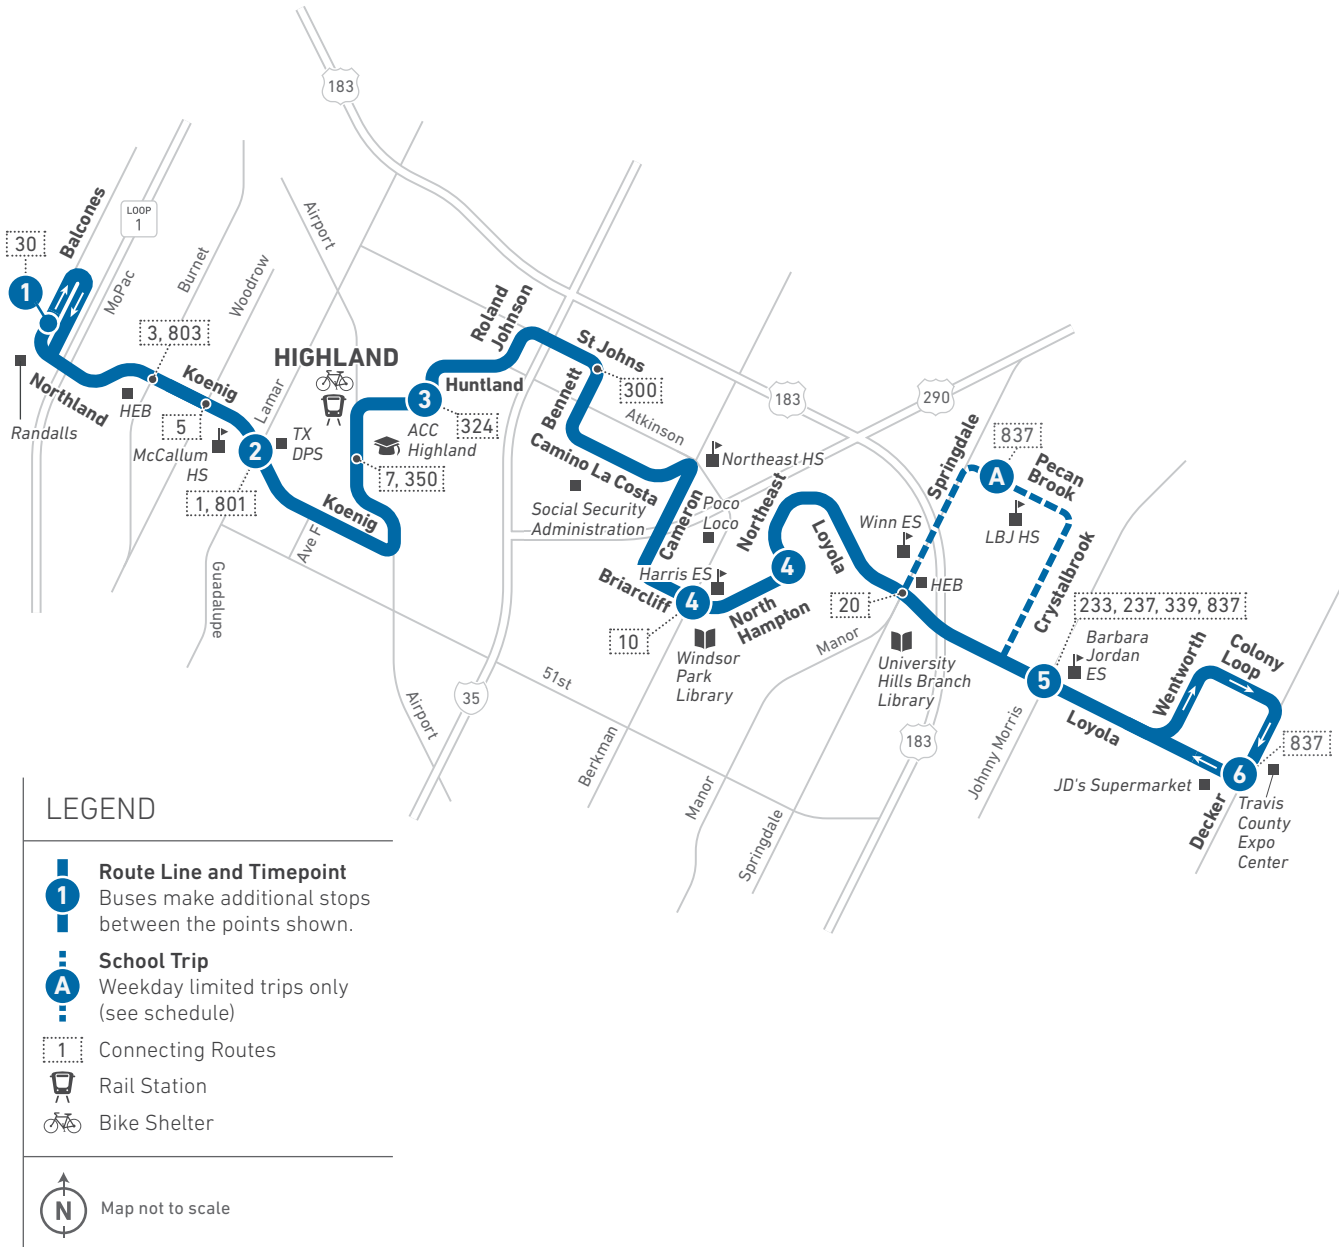 183
Balcones
LOOP
1
30
1
MoPac
Burnet
Woodrow
Airport
3, 803
HIGHLAND
Koenig
Northland
HEB
Randalls
5
McCallum
HS
Lamar
TX
DPS
2
1, 801
Koenig
Ave F
Guadalupe
7, 350
3
ACC
Highland
324
Huntland
Roland
Johnson
St Johns
Bennett
300
Atkinson
Camino La Costa
Social Security
Administration
Northeast HS
Cameron
Poco
Loco
Harris ES
Briarcliff
4
10
Windsor
Park
Library
Northeast
4
North
Hampton
Loyola
183
290
Springdale
837
A
Pecan
Brook
LBJ HS
Crystalbrook
Winn ES
HEB
20
Manor
University
Hills Branch
Library
233, 237, 339, 837
Barbara
Jordan
ES
5
Loyola
Wentworth
Colony
Loop
837
6
JD's Supermarket
Decker
Travis
County
Expo
Center
Johnny Morris
183
51st
35
Airport
Berkman
Manor
Springdale
LEGEND
1
Route Line and Timepoint
Buses make additional stops
between the points shown.
A
School Trip
Weekday limited trips only
(see schedule)
1
Connecting Routes
Rail Station
Bike Shelter
N
Map not to scale